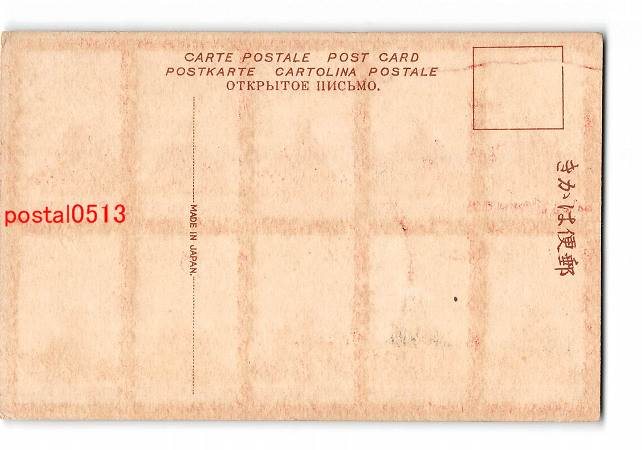 CARTE POSTALE POST CARD
POSTKARTE CARTOLINA POSTALE
ОТКРЫТОЕ ПИСЬМО.
きかは便郵
postal0513
MADE IN JAPAN.